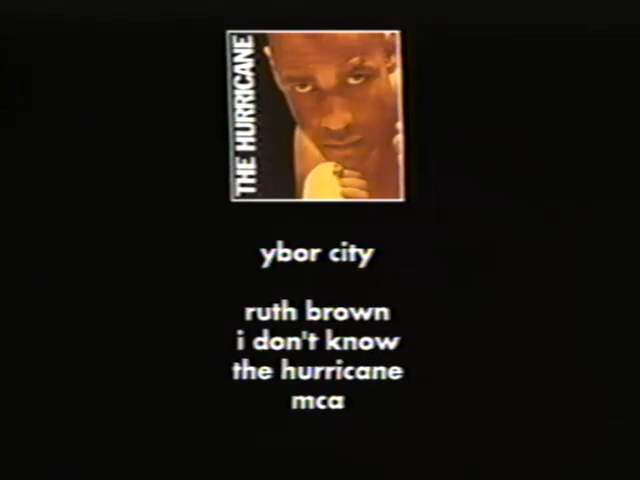 THE HURRICANE
ybor city
ruth brown
i don't know
the hurricane
mca